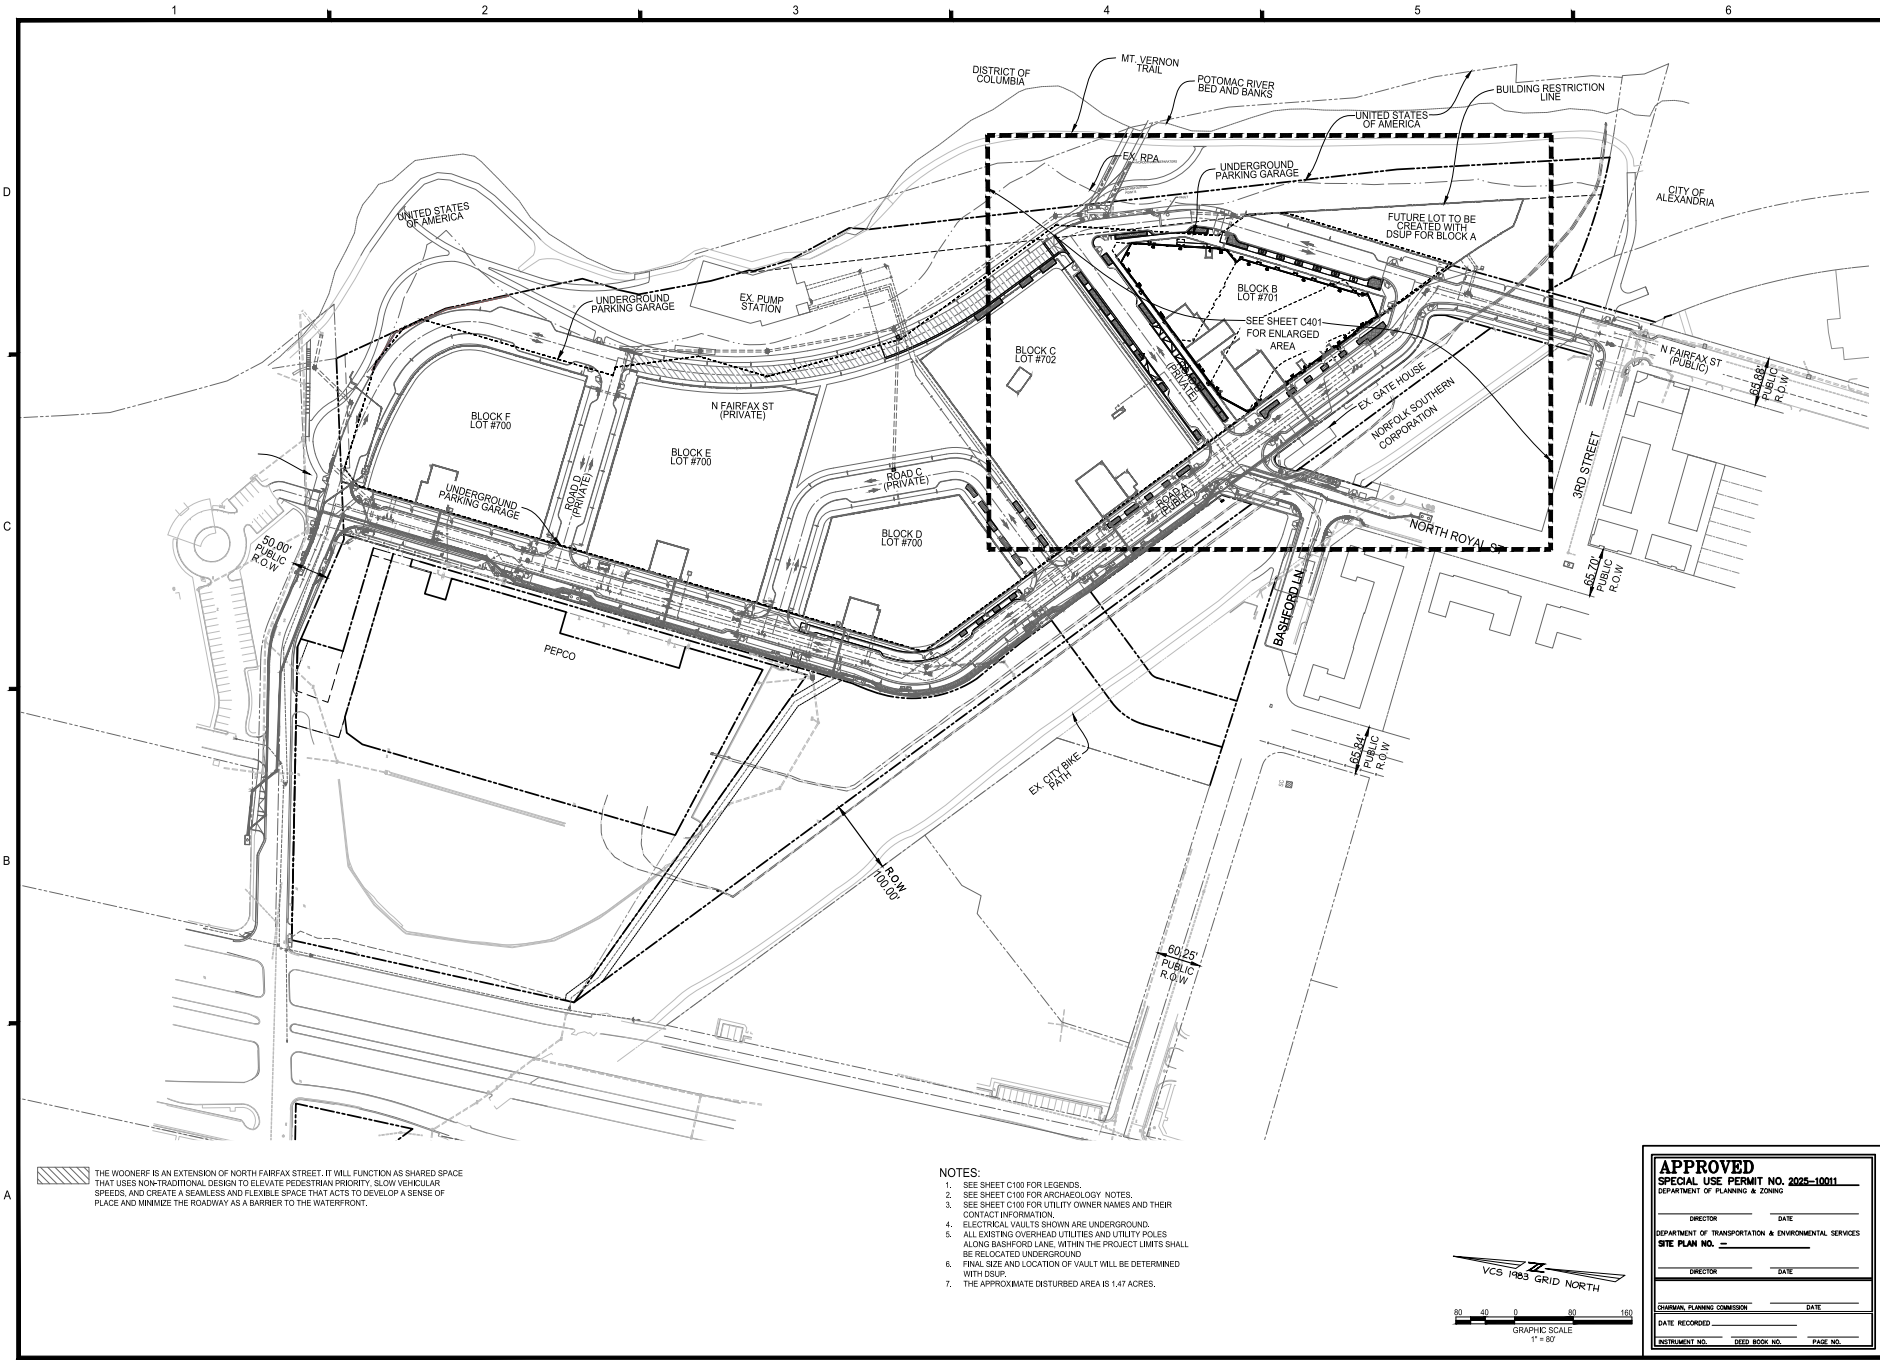 1 2 3 4 5 6
D
C
B
A
DISTRICT OF
COLUMBIA
MT. VERNON
TRAIL
POTOMAC RIVER
BED AND BANKS
BUILDING RESTRICTION
LINE
UNITED STATES
OF AMERICA
EX. RPA
UNDERGROUND
PARKING GARAGE
CITY OF
ALEXANDRIA
UNITED STATES
OF AMERICA
FUTURE LOT TO BE
CREATED WITH
DSUP FOR BLOCK A
UNDERGROUND
PARKING GARAGE
EX. PUMP
STATION
BLOCK B
LOT #701
SEE SHEET C401
FOR ENLARGED
AREA
BLOCK C
LOT #702
(PRIVATE)
N FAIRFAX ST
(PUBLIC)
65.88'
PUBLIC
R.O.W
EX. GATE HOUSE
NORFOLK SOUTHERN
CORPORATION
BLOCK F
LOT #700
N FAIRFAX ST
(PRIVATE)
BLOCK E
LOT #700
3RD STREET
UNDERGROUND
PARKING GARAGE
ROAD D
(PRIVATE)
ROAD C
(PRIVATE)
ROAD A
(PUBLIC)
BLOCK D
LOT #700
NORTH ROYAL ST
50.00'
PUBLIC
R.O.W
65.70'
PUBLIC
R.O.W
BASHFORD LN.
PEPCO
65.84'
PUBLIC
R.O.W
EX. CITY BIKE
PATH
R.O.W
100.00'
60.25'
PUBLIC
R.O.W
THE WOONERF IS AN EXTENSION OF NORTH FAIRFAX STREET. IT WILL FUNCTION AS SHARED SPACE
THAT USES NON-TRADITIONAL DESIGN TO ELEVATE PEDESTRIAN PRIORITY, SLOW VEHICULAR
SPEEDS, AND CREATE A SEAMLESS AND FLEXIBLE SPACE THAT ACTS TO DEVELOP A SENSE OF
PLACE AND MINIMIZE THE ROADWAY AS A BARRIER TO THE WATERFRONT.
NOTES:
1. SEE SHEET C100 FOR LEGENDS.
2. SEE SHEET C100 FOR ARCHAEOLOGY NOTES.
3. SEE SHEET C100 FOR UTILITY OWNER NAMES AND THEIR
CONTACT INFORMATION.
4. ELECTRICAL VAULTS SHOWN ARE UNDERGROUND.
5. ALL EXISTING OVERHEAD UTILITIES AND UTILITY POLES
ALONG BASHFORD LANE, WITHIN THE PROJECT LIMITS SHALL
BE RELOCATED UNDERGROUND
6. FINAL SIZE AND LOCATION OF VAULT WILL BE DETERMINED
WITH DSUP.
7. THE APPROXIMATE DISTURBED AREA IS 1.47 ACRES.
VCS 1983 GRID NORTH
80 40 0 80 160
GRAPHIC SCALE
1" = 80'
APPROVED
SPECIAL USE PERMIT NO. 2025-10011
DEPARTMENT OF PLANNING & ZONING
DIRECTOR DATE
DEPARTMENT OF TRANSPORTATION & ENVIRONMENTAL SERVICES
SITE PLAN NO. –
DIRECTOR DATE
CHAIRMAN, PLANNING COMMISSION DATE
DATE RECORDED
INSTRUMENT NO. DEED BOOK NO. PAGE NO.